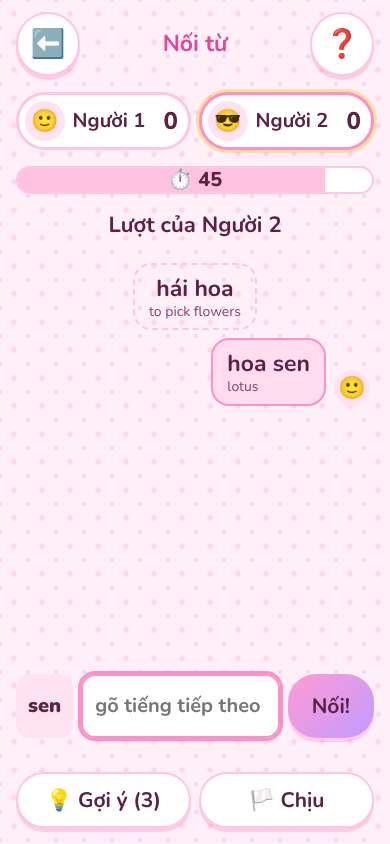 Nối từ
Người 1 0
Người 2 0
45
Lượt của Người 2
hái hoa
to pick flowers
hoa sen
lotus
sen
gõ tiếng tiếp theo
Nối!
Gợi ý (3)
Chịu